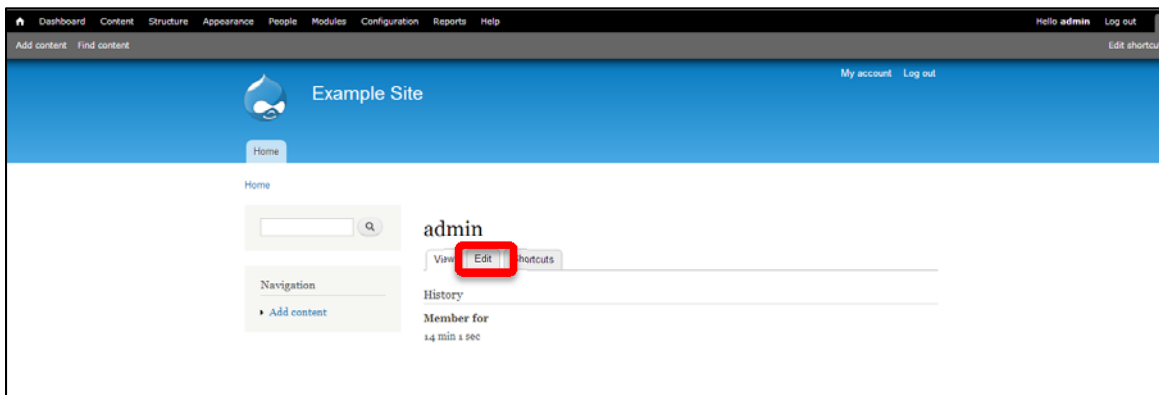 Dashboard Content Structure Appearance People Modules Configuration Reports Help Hello admin Log out
Add content Find content Edit shortcu
My account Log out
Example Site
Home
Home
admin
View Edit Shortcuts
Navigation
History
Add content
Member for
14 min 1 sec